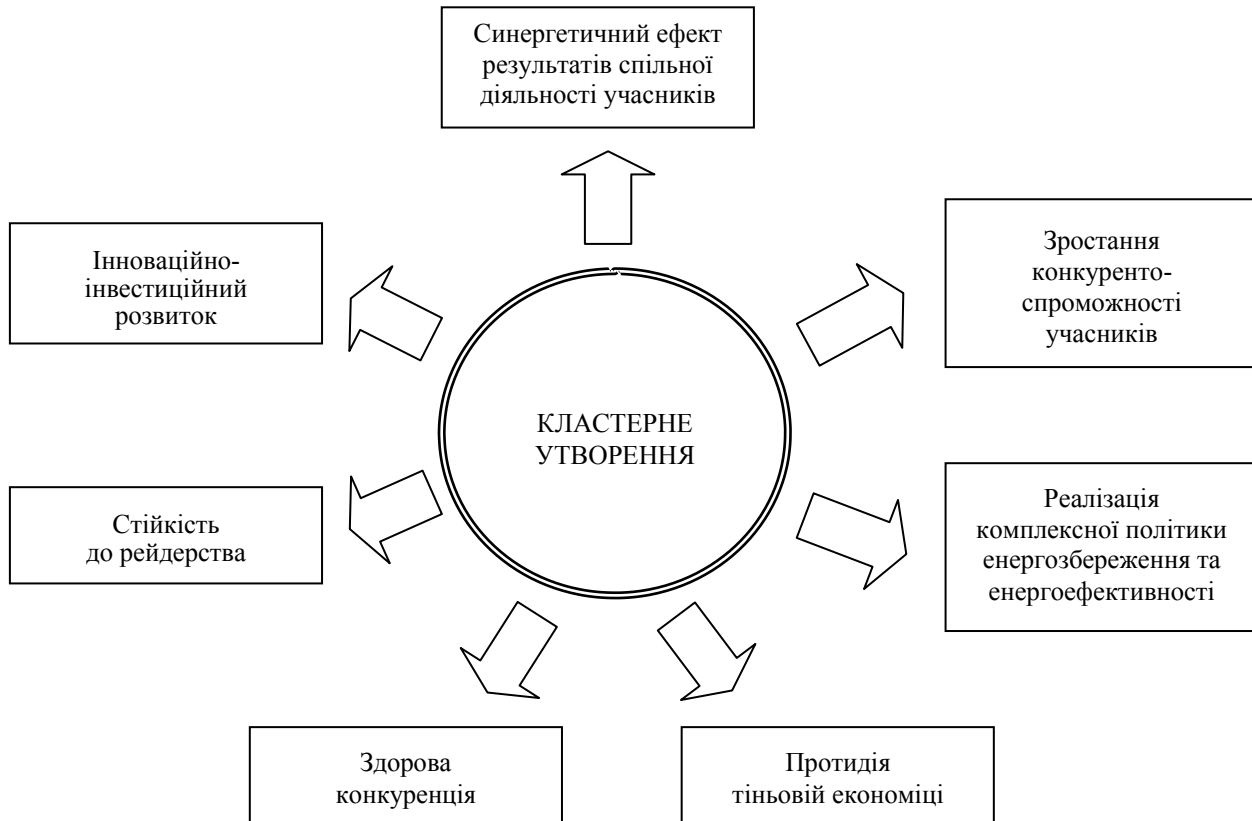 Синергетичний ефект
результатів спільної
діяльності учасників
Інноваційно-
інвестиційний
розвиток
Зростання
конкуренто-
спроможності
учасників
КЛАСТЕРНЕ
УТВОРЕННЯ
Стійкість
до рейдерства
Реалізація
комплексної політики
енергозбереження та
енергоефективності
Здорова
конкуренція
Протидія
тіньовій економіці